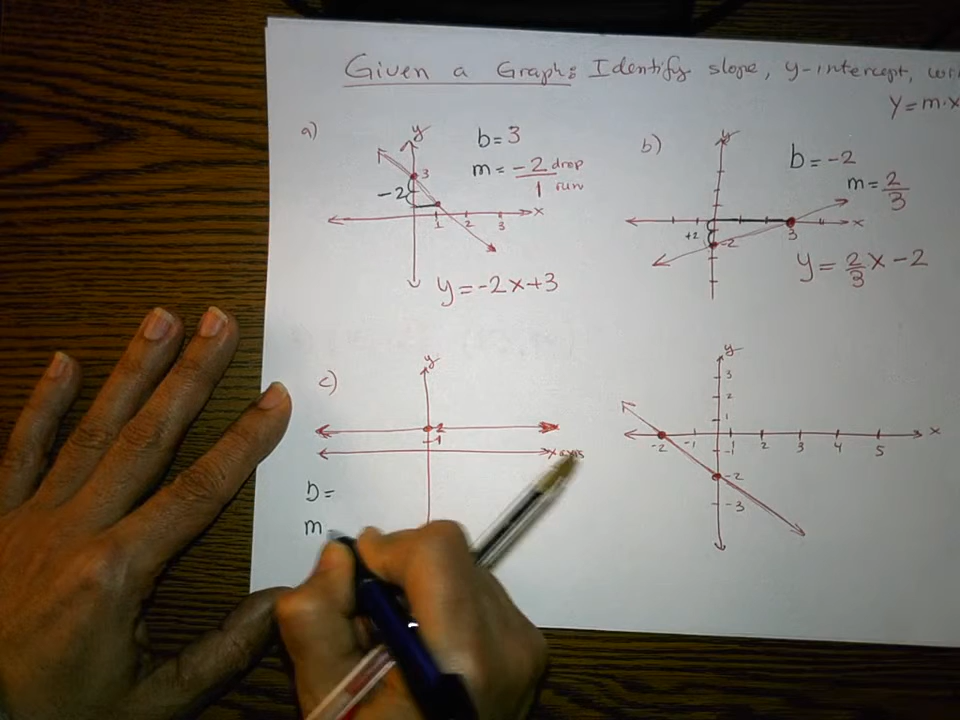 Given a Graph: Identify slope, y-intercept,
y=m·x
a)
y
b=3
m = -2 drop
1 run
3
-2
1 2 3 x
y = -2x+3
b)
y
b = -2
m = 2/3
x
+2
-2
3
y = 2/3 x - 2
c)
y
2
1
x axis
b =
m
y
3
2
1
-2 -1 1 2 3 4 5 x
-1
-2
-3